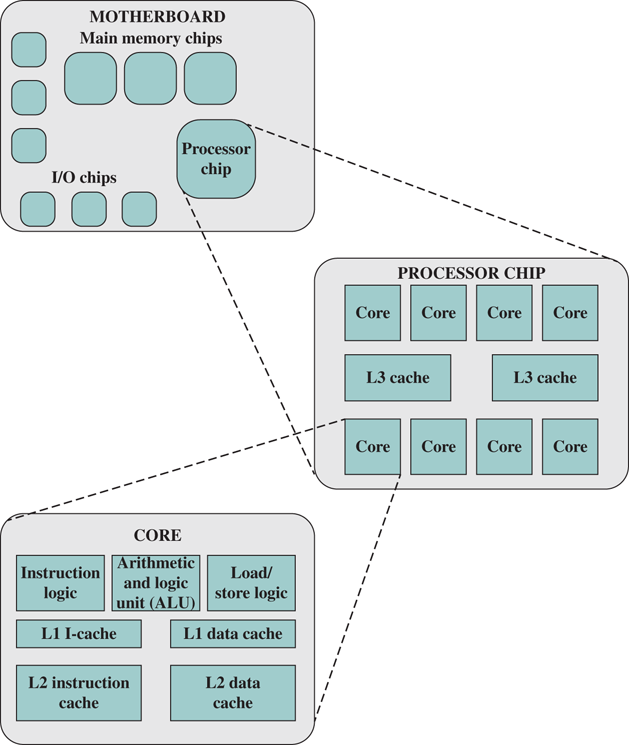 MOTHERBOARD
Main memory chips
Processor
chip
I/O chips
PROCESSOR CHIP
Core
Core
Core
Core
L3 cache
L3 cache
Core
Core
Core
Core
CORE
Instruction
logic
Arithmetic
and logic
unit (ALU)
Load/
store logic
L1 I-cache
L1 data cache
L2 instruction
cache
L2 data
cache